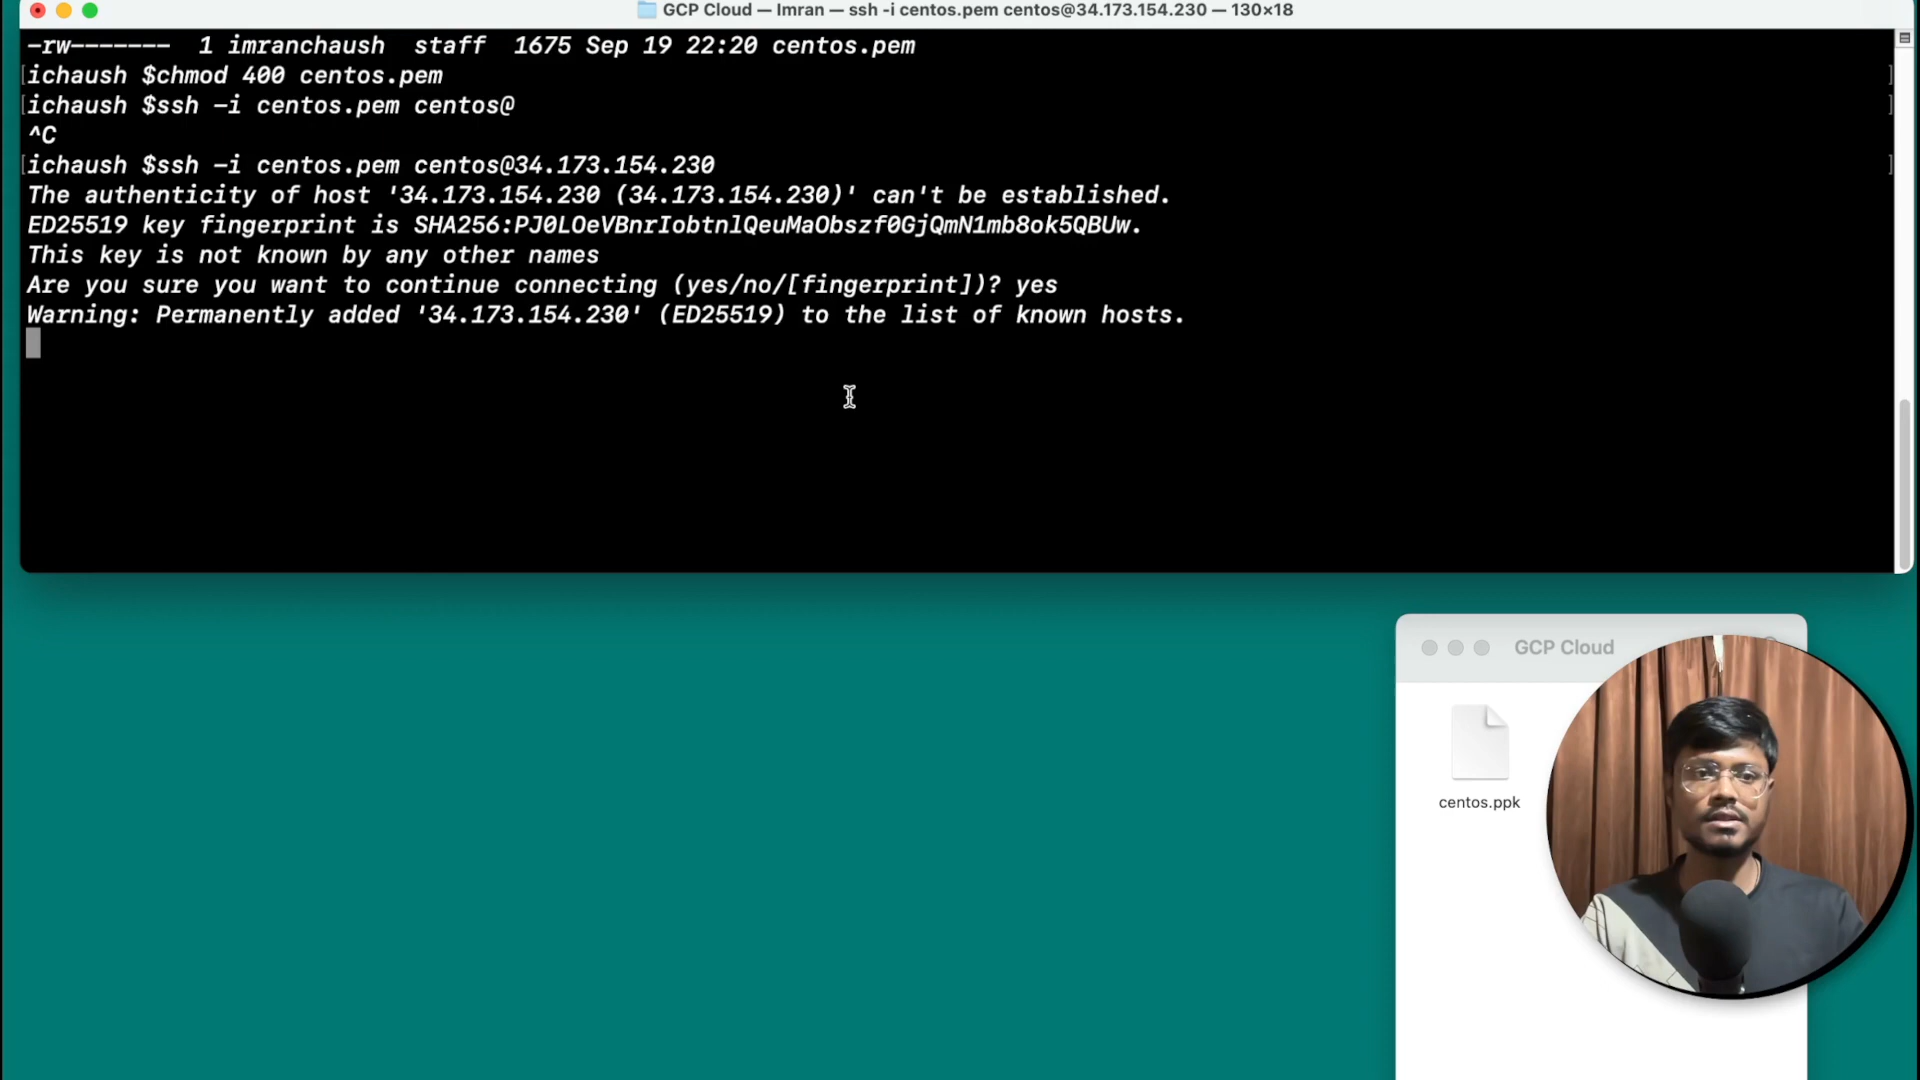 GCP Cloud — Imran — ssh -i centos.pem centos@34.173.154.230 — 130×18
-rw------- 1 imranchaush staff 1675 Sep 19 22:20 centos.pem
[ichaush $chmod 400 centos.pem ]
[ichaush $ssh -i centos.pem centos@ ]
^C
[ichaush $ssh -i centos.pem centos@34.173.154.230 ]
The authenticity of host '34.173.154.230 (34.173.154.230)' can't be established.
ED25519 key fingerprint is SHA256:PJ0LOeVBnrIobtnlQeuMaObszf0GjQmN1mb8ok5QBUw.
This key is not known by any other names
Are you sure you want to continue connecting (yes/no/[fingerprint])? yes
Warning: Permanently added '34.173.154.230' (ED25519) to the list of known hosts.
GCP Cloud
centos.ppk